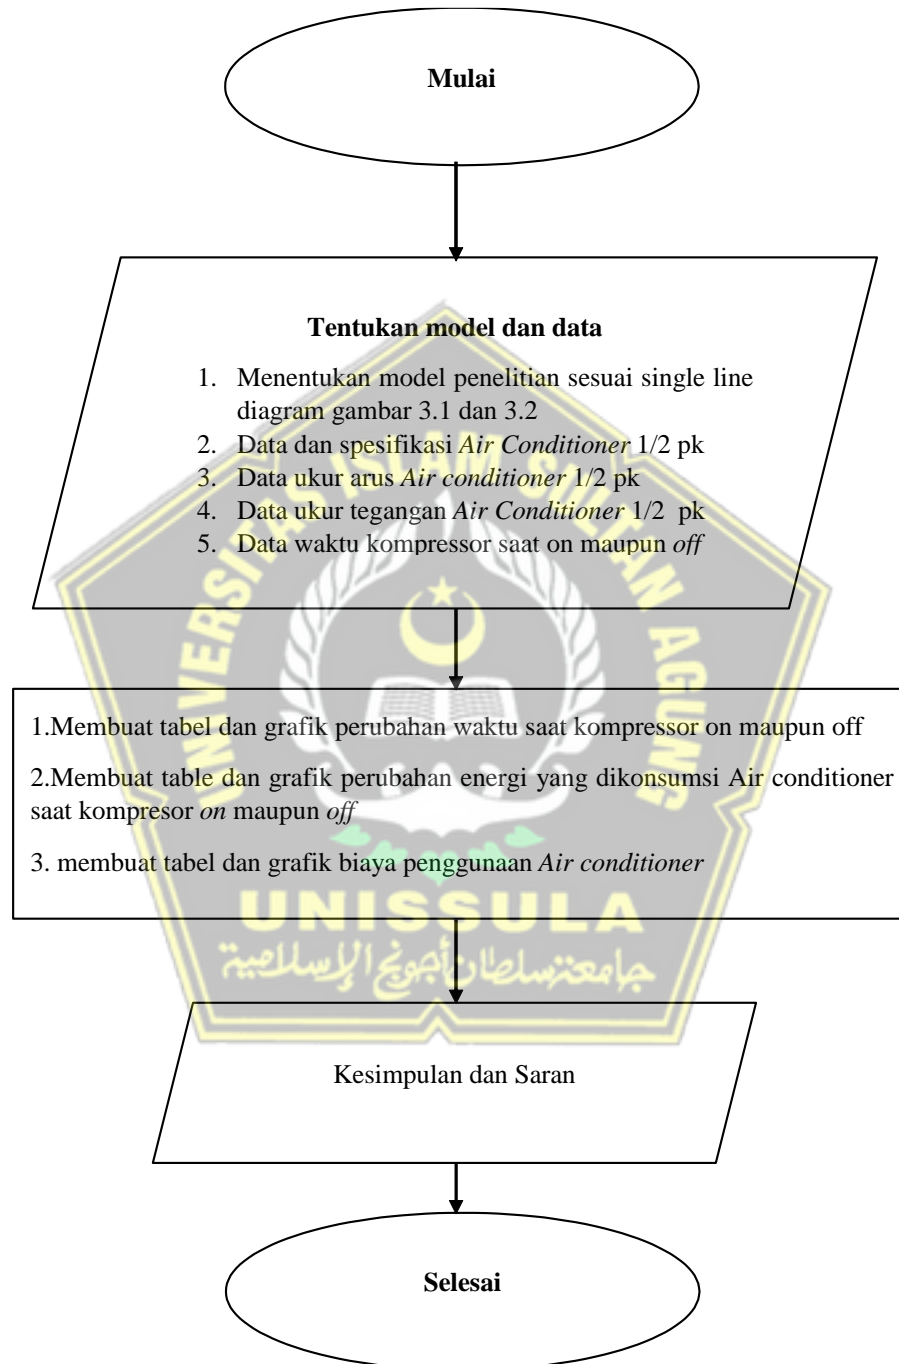 Mulai
Tentukan model dan data
1. Menentukan model penelitian sesuai single line
diagram gambar 3.1 dan 3.2
2. Data dan spesifikasi Air Conditioner 1/2 pk
3. Data ukur arus Air conditioner 1/2 pk
4. Data ukur tegangan Air Conditioner 1/2 pk
5. Data waktu kompressor saat on maupun off
UNIVERSITAS ISLAM SULTAN AGUNG
1.Membuat tabel dan grafik perubahan waktu saat kompressor on maupun off
2.Membuat table dan grafik perubahan energi yang dikonsumsi Air conditioner
saat kompresor on maupun off
3. membuat tabel dan grafik biaya penggunaan Air conditioner
UNISSULA
جامعة سلطان أجونج الإسلامية
Kesimpulan dan Saran
Selesai